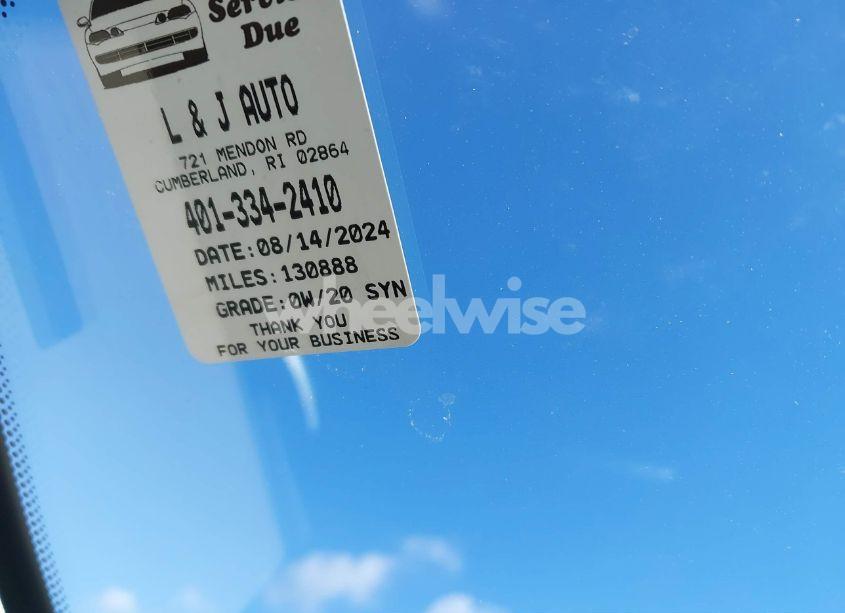 Due
L & J AUTO
721 MENDON RD
CUMBERLAND, RI 02864
401-334-2410
DATE:08/14/2024
MILES:130888
GRADE:0W/20 SYN
THANK YOU
FOR YOUR BUSINESS
wheelwise